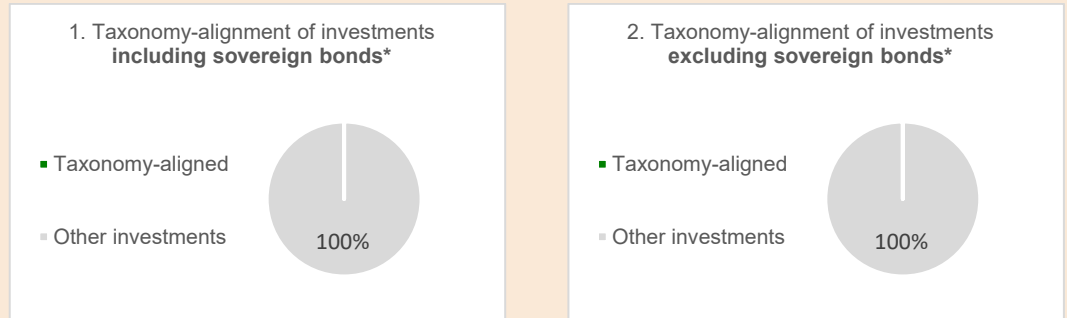 1. Taxonomy-alignment of investments
including sovereign bonds*
Taxonomy-aligned
Other investments
100%
2. Taxonomy-alignment of investments
excluding sovereign bonds*
Taxonomy-aligned
Other investments
100%